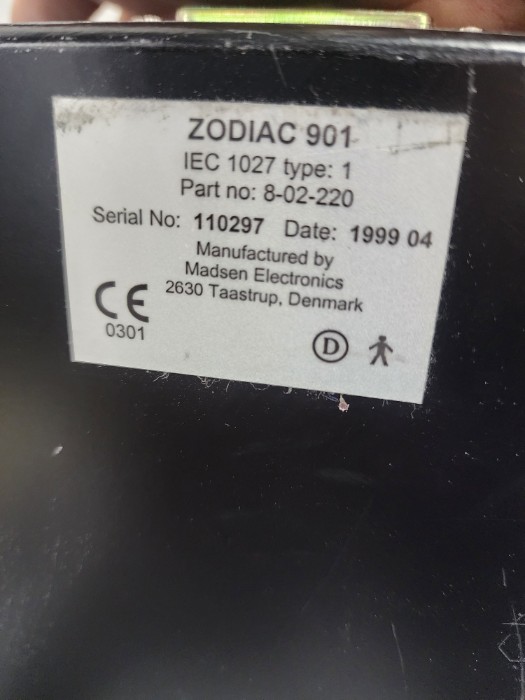 ZODIAC 901
IEC 1027 type: 1
Part no: 8-02-220
Serial No: 110297 Date: 1999 04
Manufactured by
Madsen Electronics
2630 Taastrup, Denmark
CE
0301
D